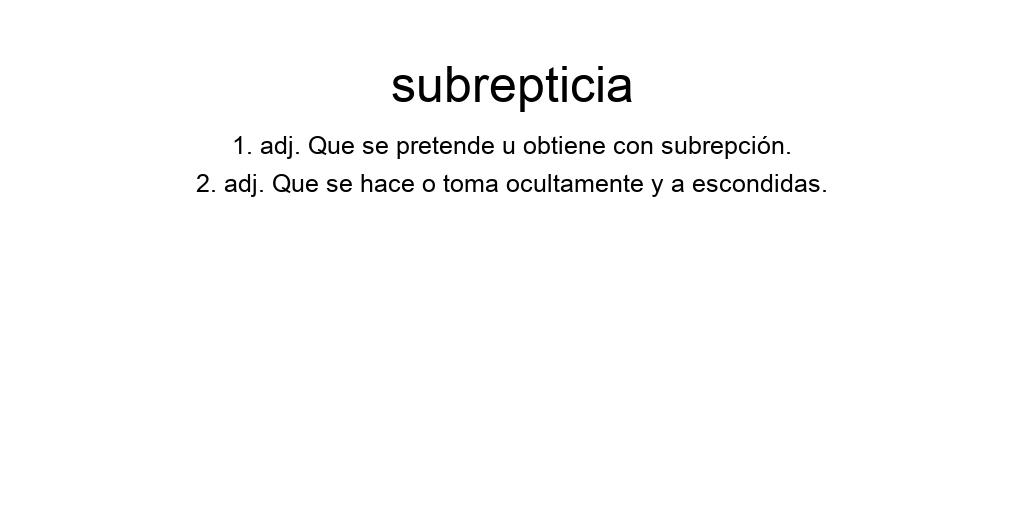 subrepticia
1. adj. Que se pretende u obtiene con subrepción.
2. adj. Que se hace o toma ocultamente y a escondidas.